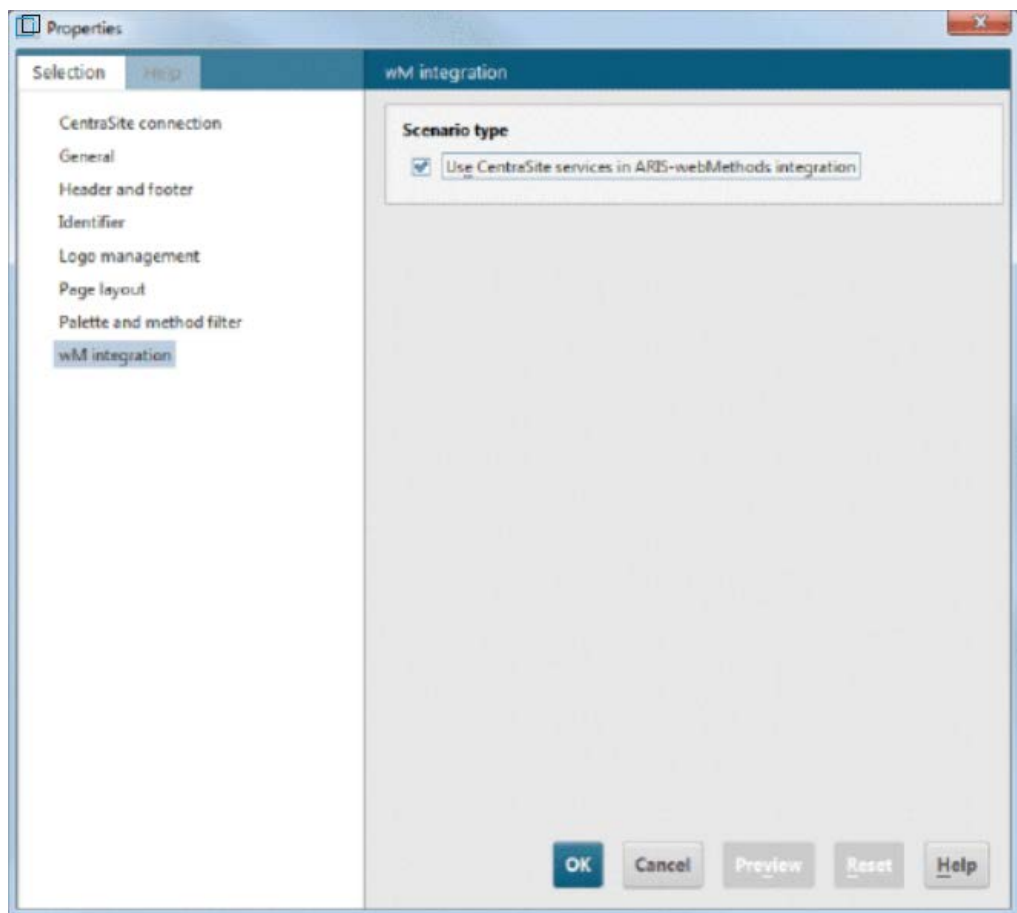 Properties
Selection
Help
wM integration
CentraSite connection
General
Header and footer
Identifier
Logo management
Page layout
Palette and method filter
wM integration
Scenario type
Use CentraSite services in ARIS-webMethods integration
OK Cancel Preview Reset Help